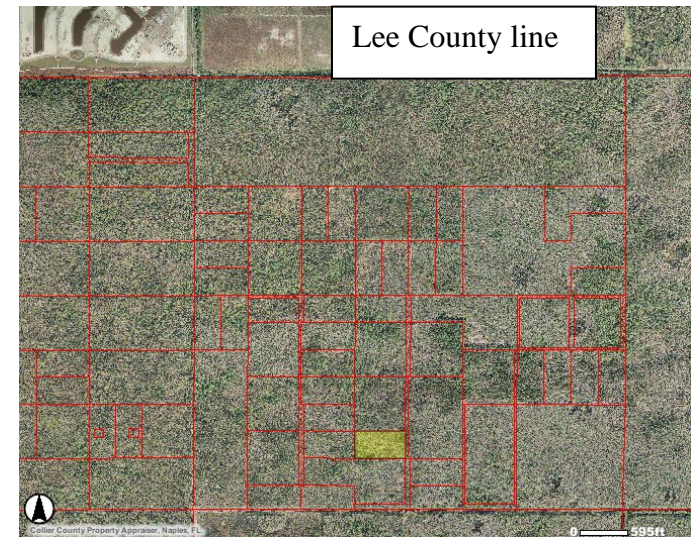 Lee County line
Collier County Property Appraiser, Naples, FL.
0 595ft